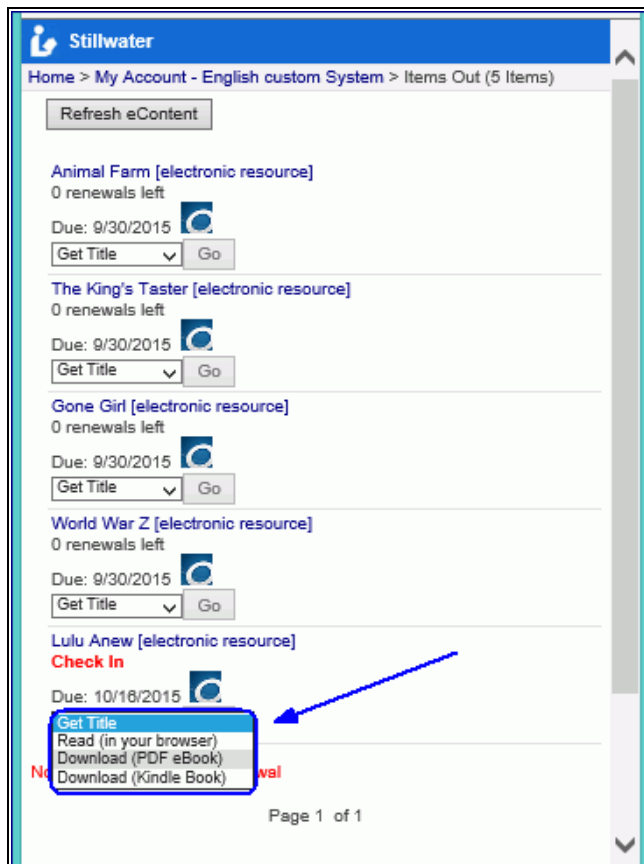 Stillwater
Home > My Account - English custom System > Items Out (5 Items)
Refresh eContent
Animal Farm [electronic resource]
0 renewals left
Due: 9/30/2015
Get Title Go
The King's Taster [electronic resource]
0 renewals left
Due: 9/30/2015
Get Title Go
Gone Girl [electronic resource]
0 renewals left
Due: 9/30/2015
Get Title Go
World War Z [electronic resource]
0 renewals left
Due: 9/30/2015
Get Title Go
Lulu Anew [electronic resource]
Check In
Due: 10/16/2015
Get Title
Read (in your browser)
Download (PDF eBook)
Download (Kindle Book)
Page 1 of 1